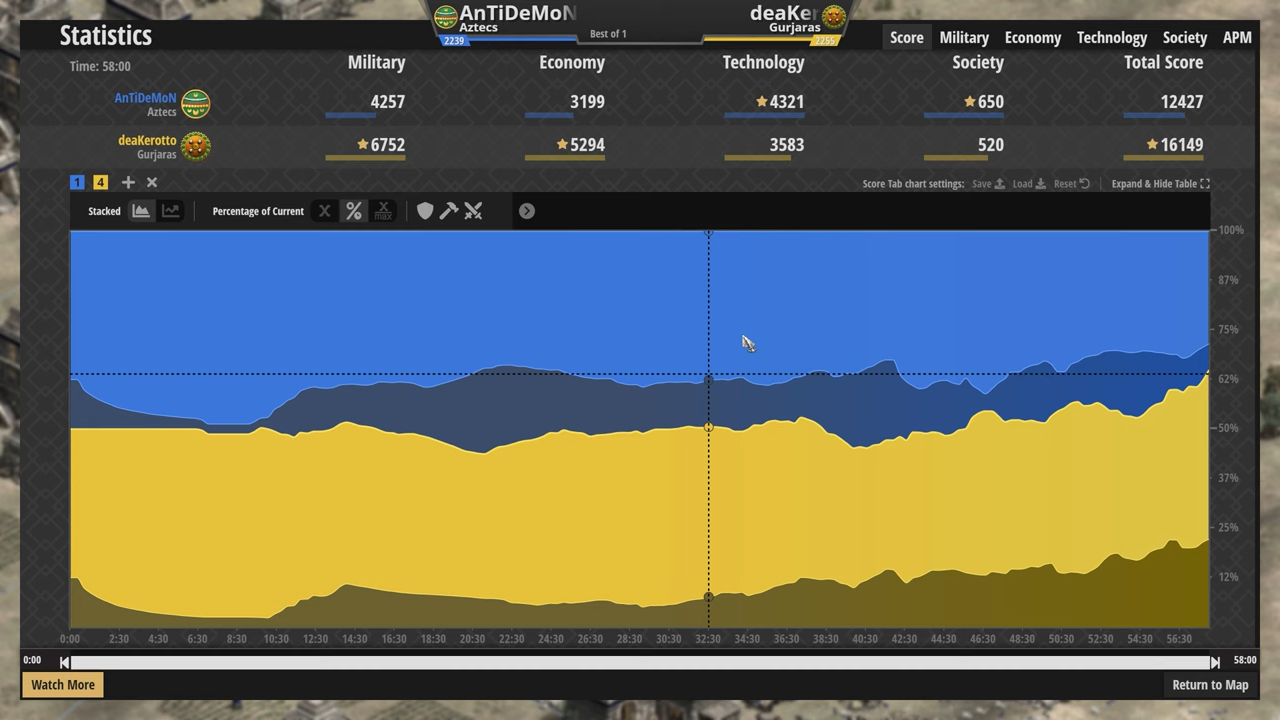 AnTiDeMoN
Aztecs
2239
Best of 1
deaKer
Gurjaras
2255
Statistics
Score Military Economy Technology Society APM
Time: 58:00
Military Economy Technology Society Total Score
AnTiDeMoN
Aztecs
4257 3199 4321 650 12427
deaKerotto
Gurjaras
6752 5294 3583 520 16149
1 4
Score Tab chart settings: Save Load Reset Expand & Hide Table
Stacked Percentage of Current X % X max
100%
87%
75%
62%
50%
37%
25%
12%
0:00 2:30 4:30 6:30 8:30 10:30 12:30 14:30 16:30 18:30 20:30 22:30 24:30 26:30 28:30 30:30 32:30 34:30 36:30 38:30 40:30 42:30 44:30 46:30 48:30 50:30 52:30 54:30 56:30
0:00 58:00
Watch More Return to Map